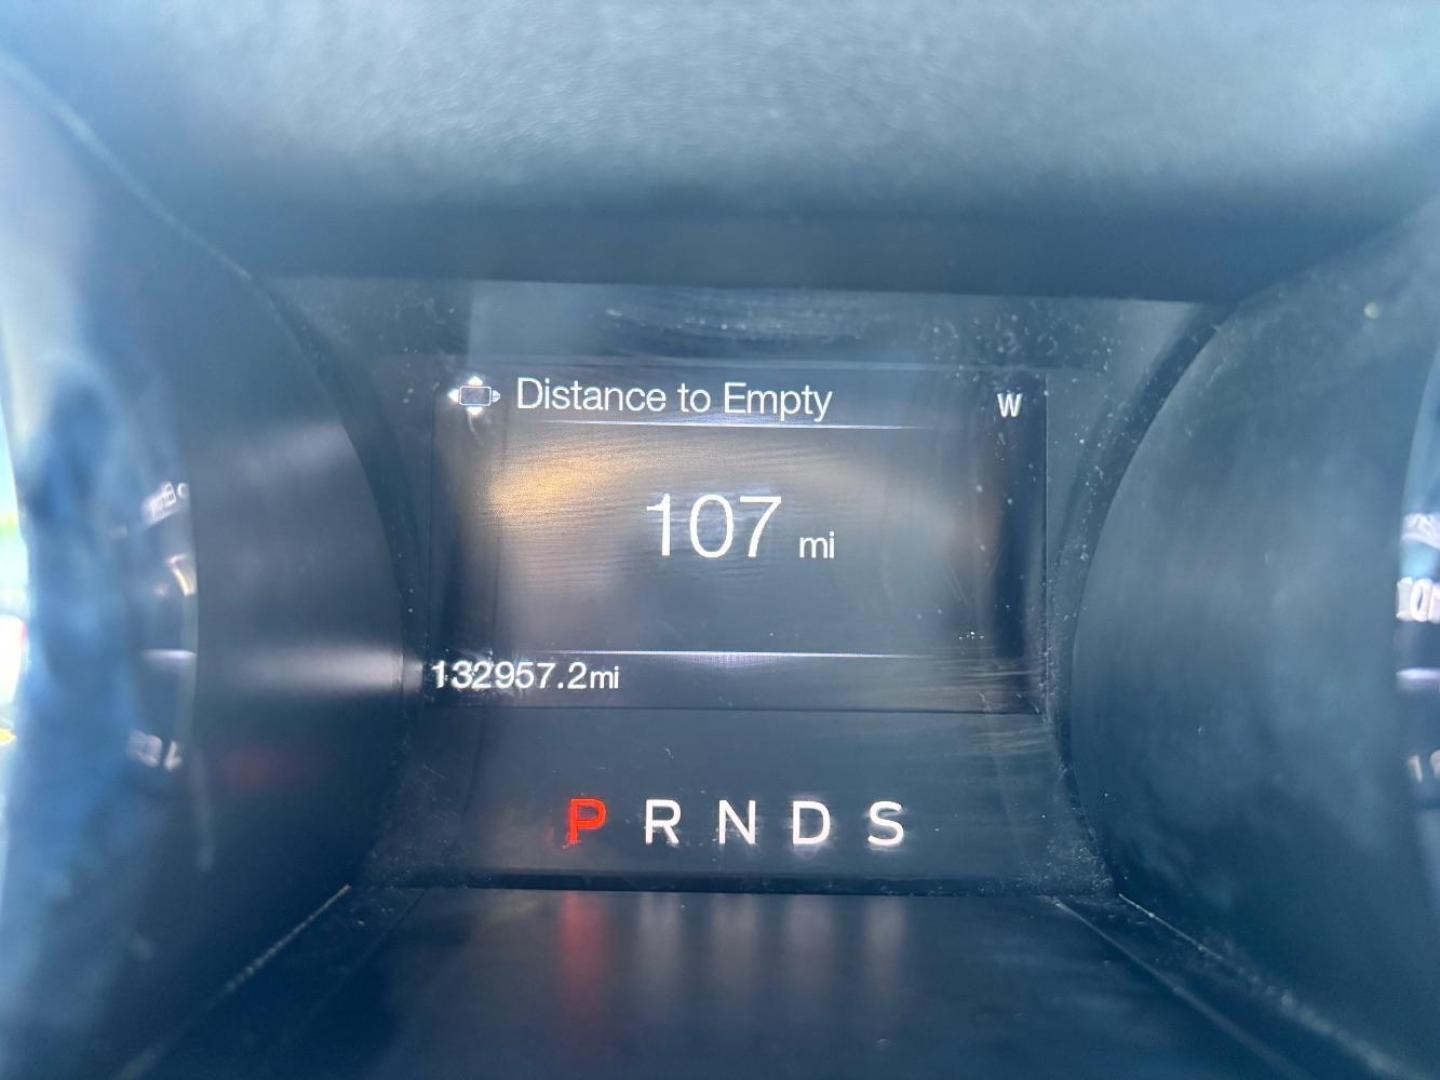 Distance to Empty W
107 mi
132957.2mi
P R N D S